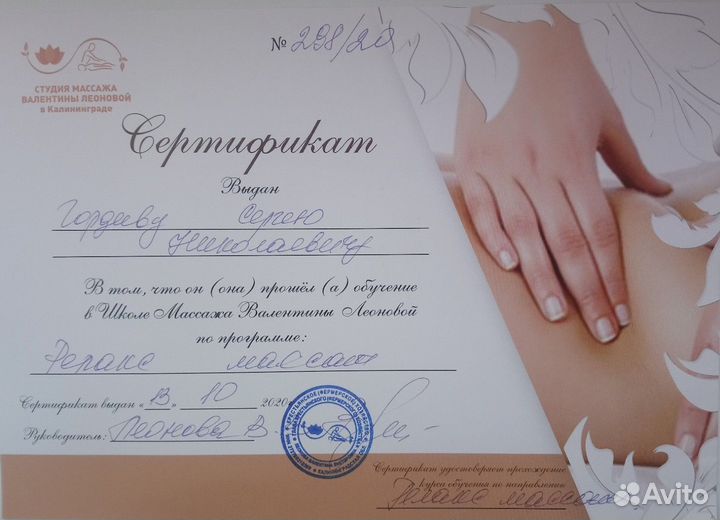 № 298/20
СТУДИЯ МАССАЖА
ВАЛЕНТИНЫ ЛЕОНОВОЙ
в Калининграде
Сертификат
Выдан
Гордееву Сергею
Николаевичу
В том, что он (она) прошёл (а) обучение
в Школе Массажа Валентины Леоновой
по программе:
Релакс массаж
Сертификат выдан «13» 10 2020г
Руководитель: Леонова В.
Сертификат удостоверяет прохождение
курса обучения по направлению
Релакс массаж
Avito